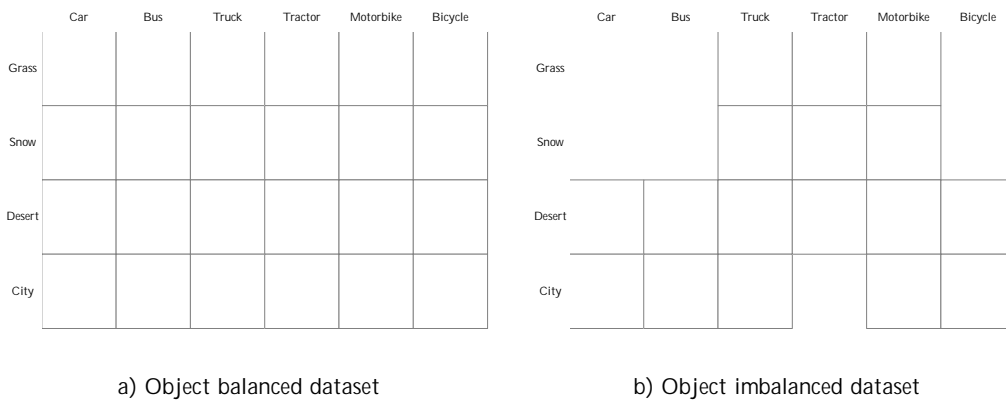 Car Bus Truck Tractor Motorbike Bicycle
Grass
Snow
Desert
City
a) Object balanced dataset
Car Bus Truck Tractor Motorbike Bicycle
Grass
Snow
Desert
City
b) Object imbalanced dataset